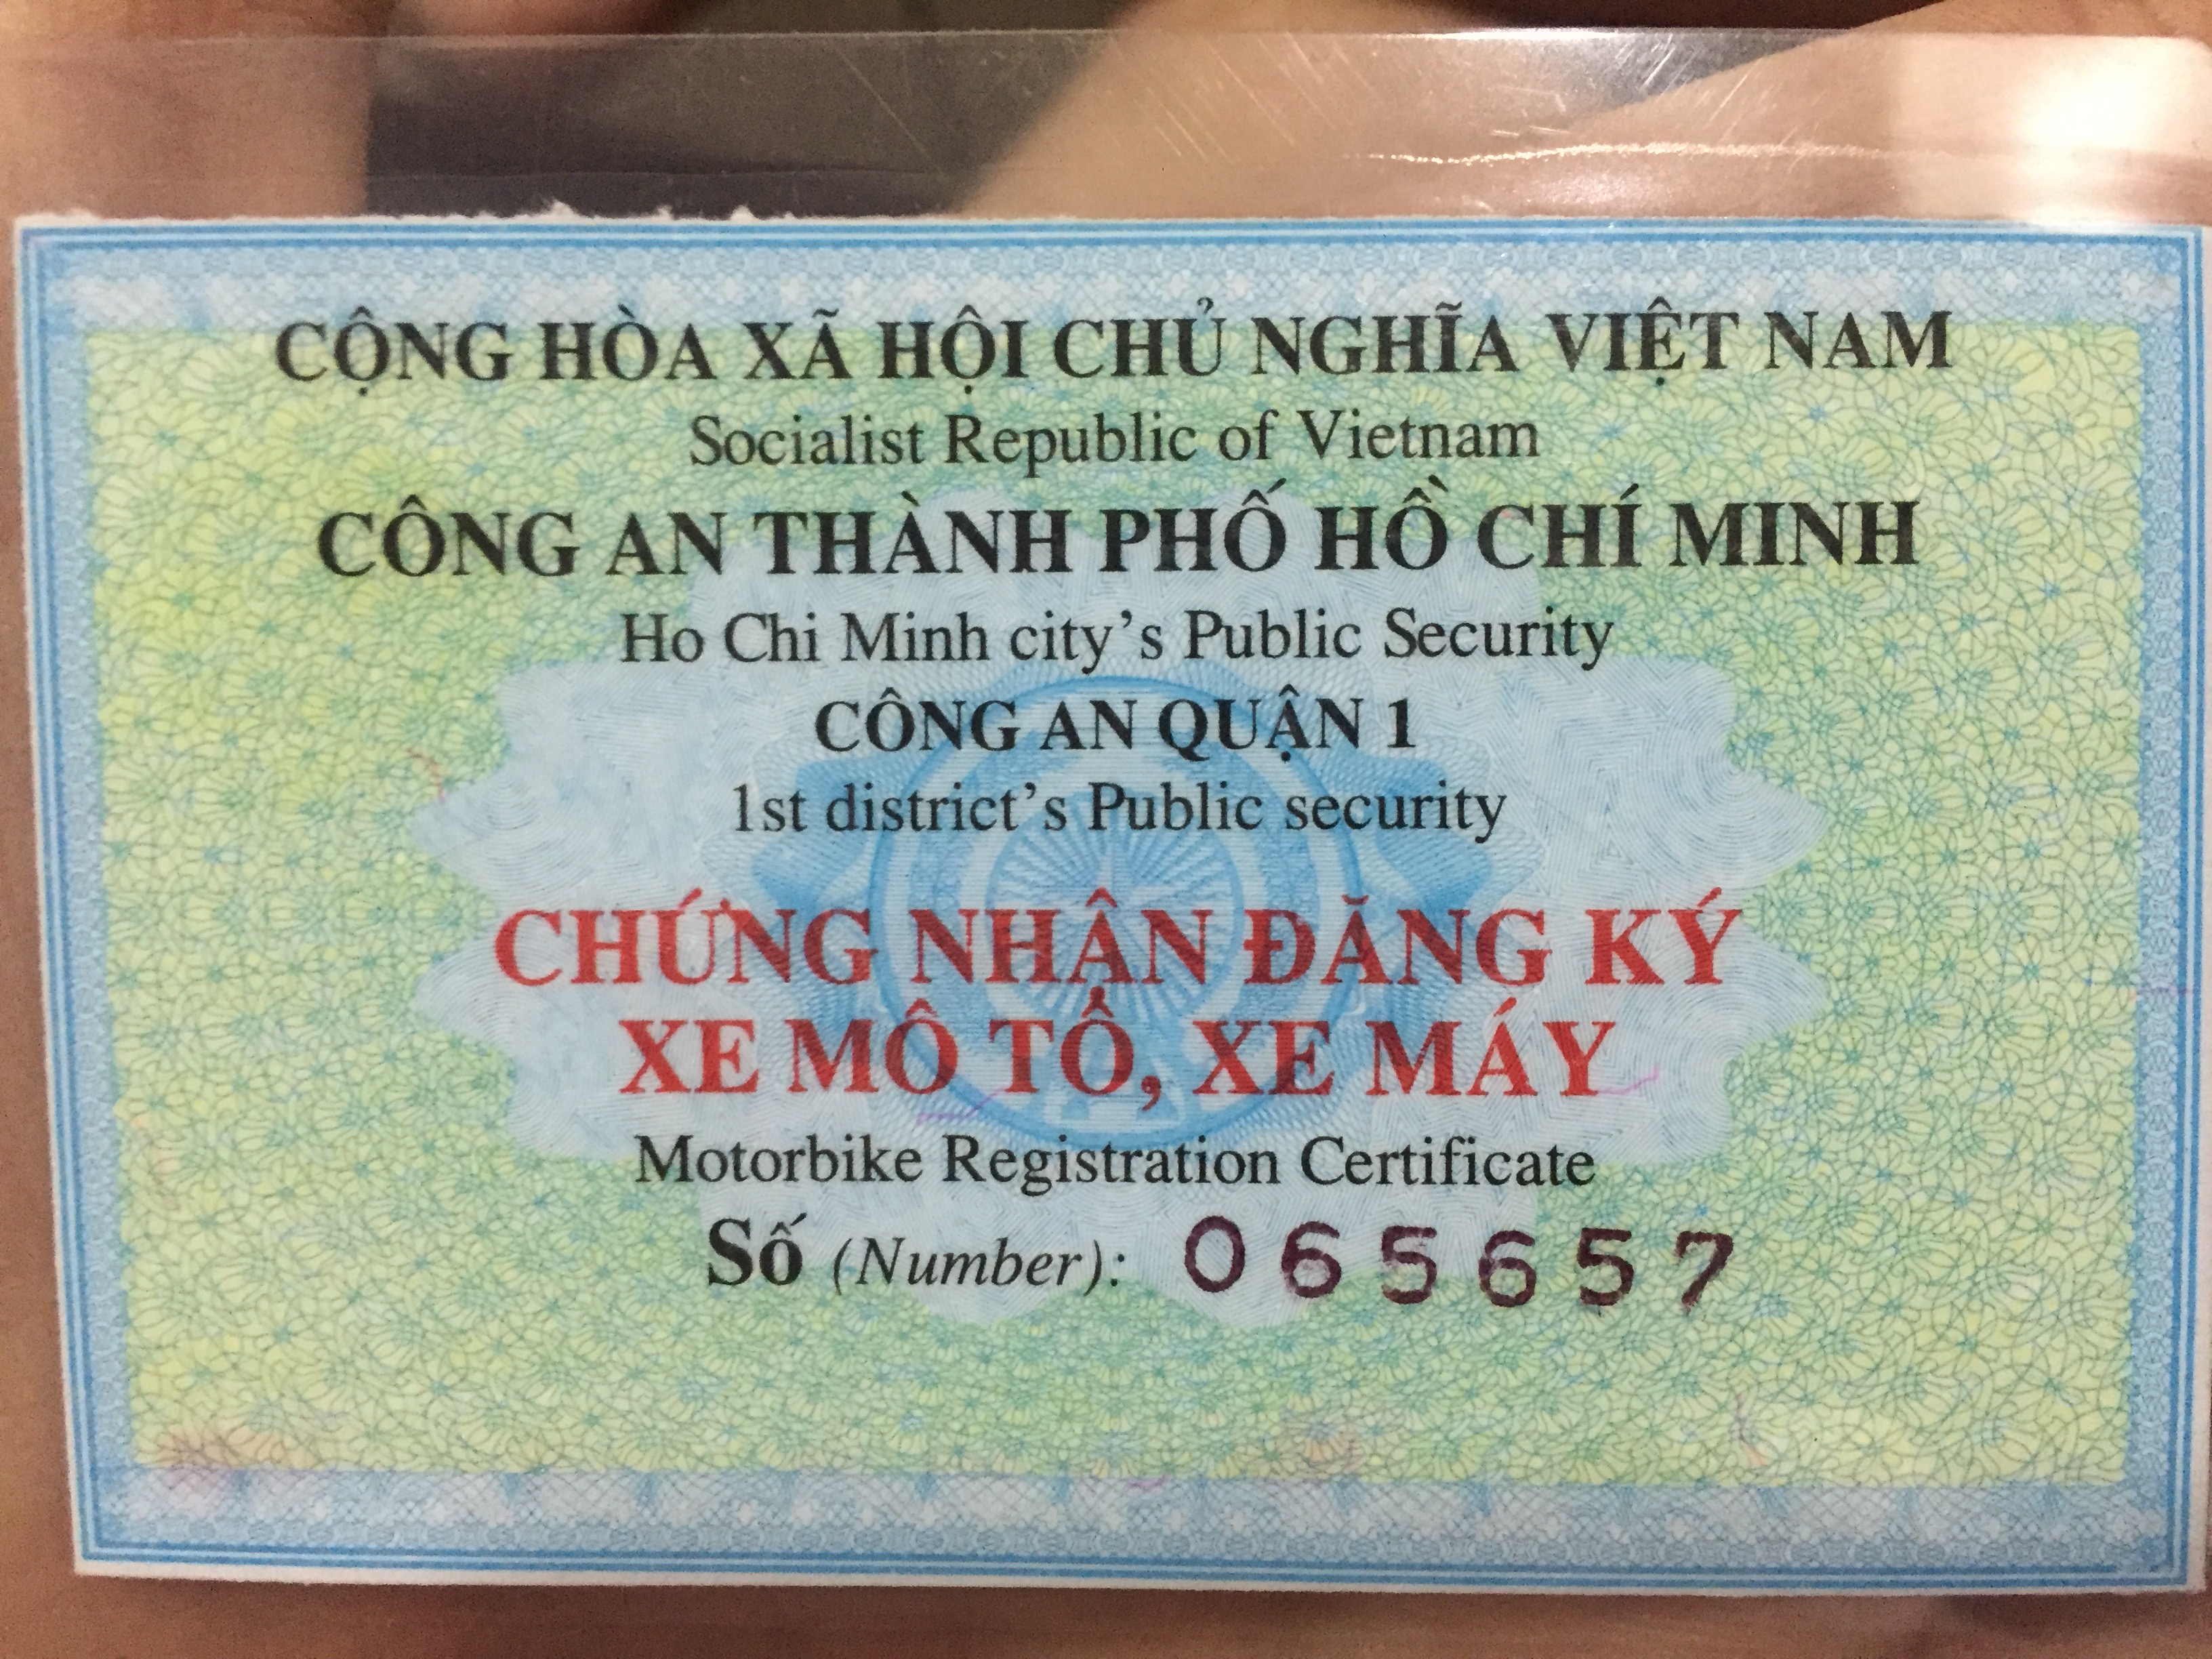 CỘNG HÒA XÃ HỘI CHỦ NGHĨA VIỆT NAM
Socialist Republic of Vietnam
CÔNG AN THÀNH PHỐ HỒ CHÍ MINH
Ho Chi Minh city's Public Security
CÔNG AN QUẬN 1
1st district's Public security
CHỨNG NHẬN ĐĂNG KÝ
XE MÔ TÔ, XE MÁY
Motorbike Registration Certificate
Số (Number): 065657